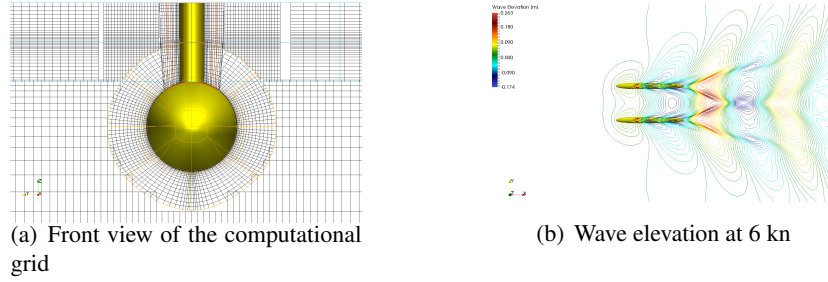 Wave Elevation (m)
0.263
0.180
0.090
0.000
-0.090
-0.174
(a) Front view of the computational
grid
(b) Wave elevation at 6 kn